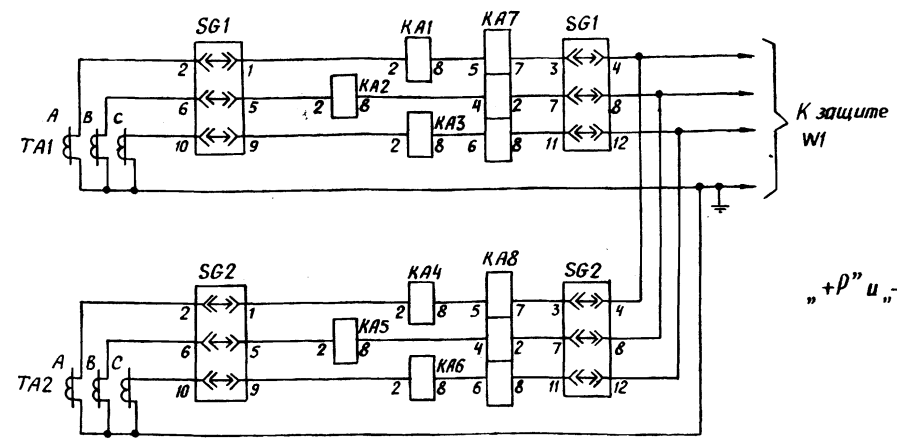 SG1 KA1 KA7 SG1
2 1 2 8 5 7 3 4
KA2
A B C 6 5 2 8 4 2 7 8
KA3
TA1 10 9 2 8 6 8 11 12
К защите
W1
SG2 KA4 KA8 SG2
2 1 2 8 5 7 3 4
„+P” и „-
KA5
A B C 6 5 2 8 4 2 7 8
KA6
TA2 10 9 2 8 6 8 11 12